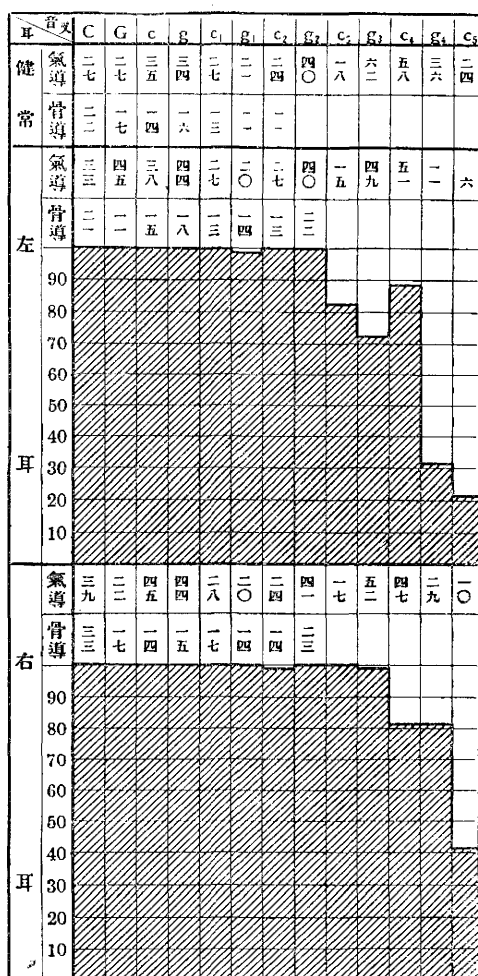 耳 音叉 C G c g c₁ g₁ c₂ g₂ c₃ g₃ c₄ g₄ c₅
健常 氣導 二七 二七 三五 三四 二七 二一 二四 四〇 一八 六二 五八 三六 二四
骨導 二二 一七 一四 一六 一三 一一 一一
左耳 氣導 三三 四五 三八 四四 二七 二〇 二七 四〇 一五 四九 五一 一一 六
骨導 二一 一一 一五 一八 一三 一四 一三 二二
90
80
70
60
50
40
30
20
10
右耳 氣導 三九 二二 四五 四四 二八 二〇 二四 四一 一七 五二 四七 二九 一〇
骨導 三三 一七 一四 一五 一七 一四 一四 二三
90
80
70
60
50
40
30
20
10